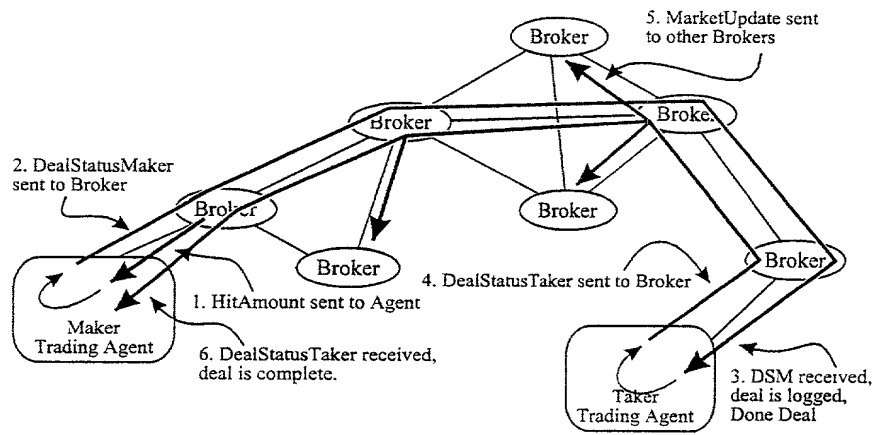 Broker
5. MarketUpdate sent
to other Brokers
Broker
Broker
2. DealStatusMaker
sent to Broker
Broker
Broker
Broker
Broker
4. DealStatusTaker sent to Broker
1. HitAmount sent to Agent
Maker
Trading Agent
6. DealStatusTaker received,
deal is complete.
3. DSM received,
deal is logged,
Done Deal
Taker
Trading Agent